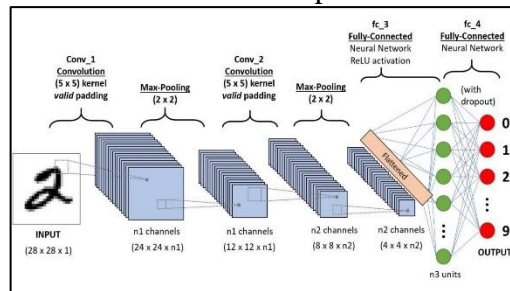 fc_3
Fully-Connected
Neural Network
ReLU activation
fc_4
Fully-Connected
Neural Network
Conv_1
Convolution
(5 x 5) kernel
valid padding
Max-Pooling
(2 x 2)
Conv_2
Convolution
(5 x 5) kernel
valid padding
Max-Pooling
(2 x 2)
(with
dropout)
Flattened
0
1
2
9
INPUT
(28 x 28 x 1)
n1 channels
(24 x 24 x n1)
n1 channels
(12 x 12 x n1)
n2 channels
(8 x 8 x n2)
n2 channels
(4 x 4 x n2)
n3 units
OUTPUT
2